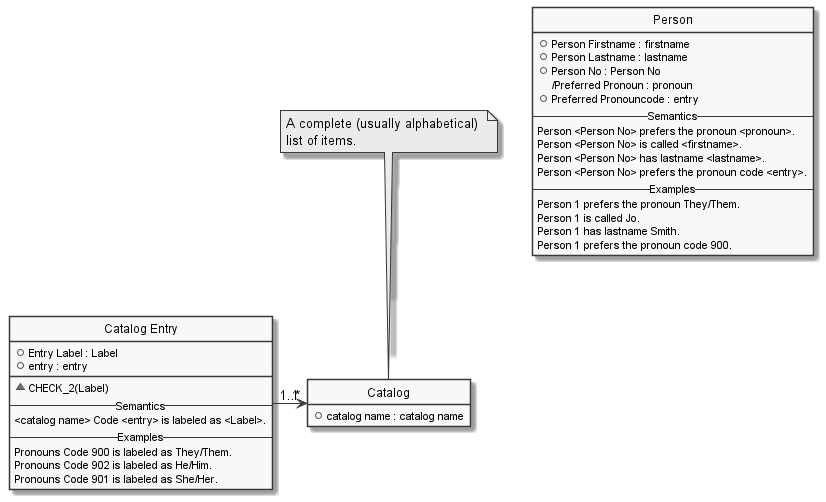 Person
Person Firstname : firstname
Person Lastname : lastname
Person No : Person No
/Preferred Pronoun : pronoun
Preferred Pronouncode : entry
Semantics
Person <Person No> prefers the pronoun <pronoun>.
Person <Person No> is called <firstname>.
Person <Person No> has lastname <lastname>.
Person <Person No> prefers the pronoun code <entry>.
Examples
Person 1 prefers the pronoun They/Them.
Person 1 is called Jo.
Person 1 has lastname Smith.
Person 1 prefers the pronoun code 900.
A complete (usually alphabetical)
list of items.
Catalog Entry
Entry Label : Label
entry : entry
CHECK_2(Label)
Semantics
<catalog name> Code <entry> is labeled as <Label>.
Examples
Pronouns Code 900 is labeled as They/Them.
Pronouns Code 902 is labeled as He/Him.
Pronouns Code 901 is labeled as She/Her.
Catalog
catalog name : catalog name